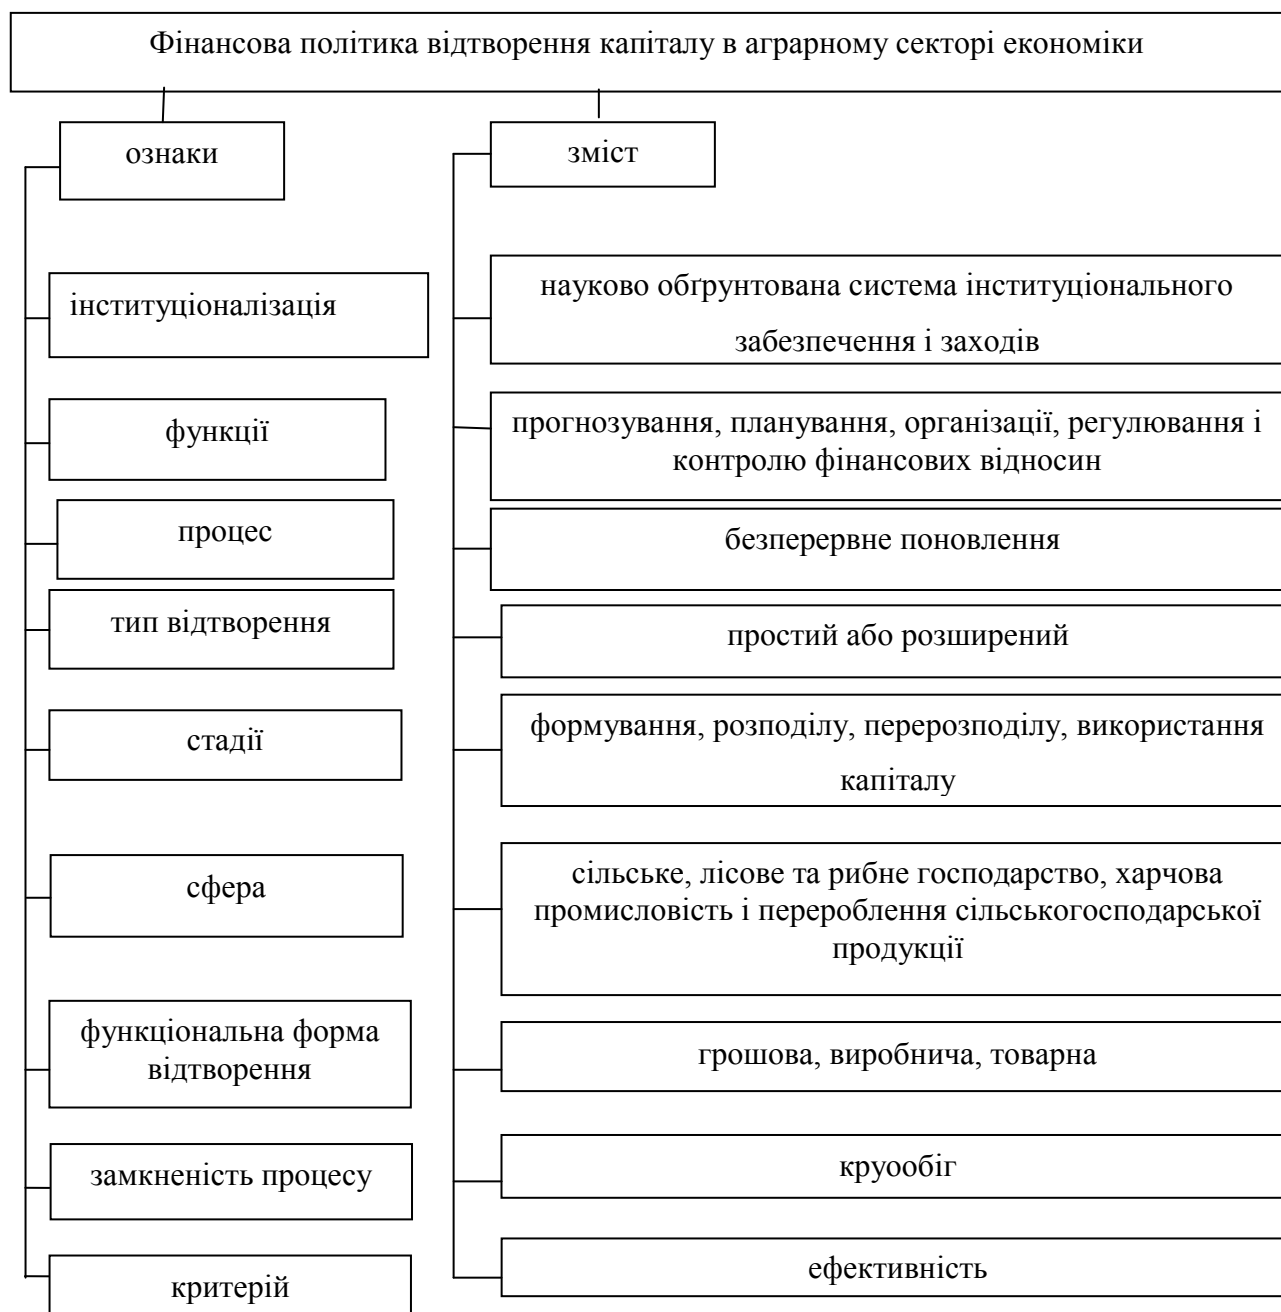 Фінансова політика відтворення капіталу в аграрному секторі економіки
ознаки
зміст
інституціоналізація
науково обґрунтована система інституціонального
забезпечення і заходів
функції
прогнозування, планування, організації, регулювання і
контролю фінансових відносин
процес
безперервне поновлення
тип відтворення
простий або розширений
стадії
формування, розподілу, перерозподілу, використання
капіталу
сфера
сільське, лісове та рибне господарство, харчова
промисловість і перероблення сільськогосподарської
продукції
функціональна форма
відтворення
грошова, виробнича, товарна
замкненість процесу
круообіг
критерій
ефективність